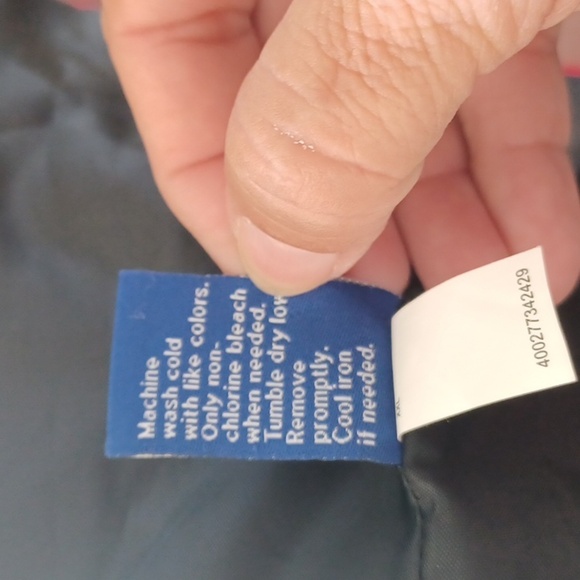 Machine
wash cold
with like colors.
Only non-
chlorine bleach
when needed.
Tumble dry low
Remove
promptly.
Cool iron
if needed.
400277342429